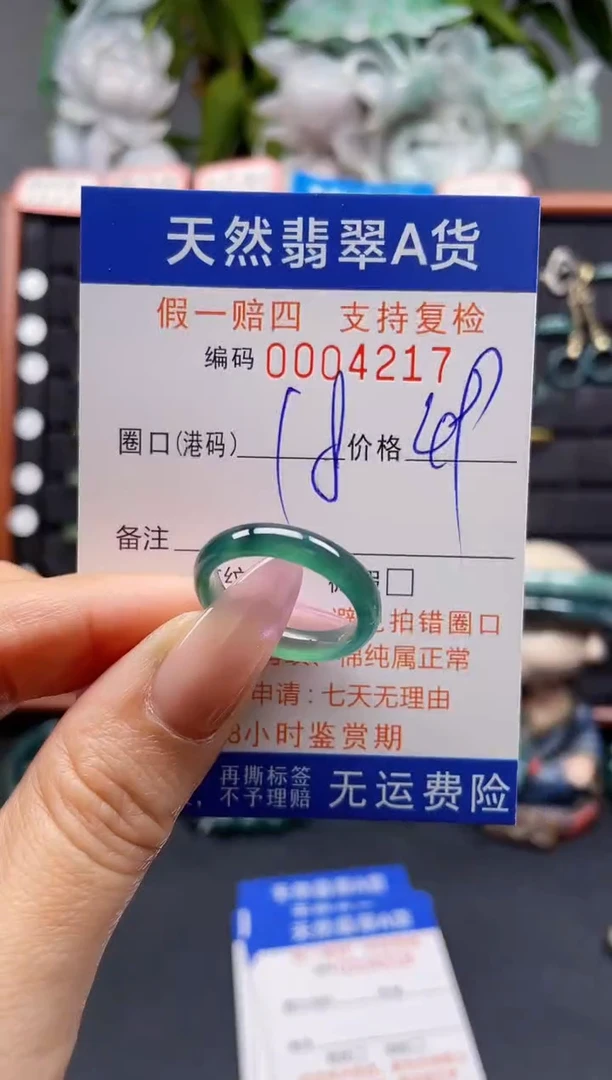 天然翡翠A货
假一赔四 支持复检
编码 0004217
圈口(港码) 18 价格
备注
拍错圈口
棉纯属正常
申请:七天无理由
8小时鉴赏期
再撕标签
不予理赔 无运费险